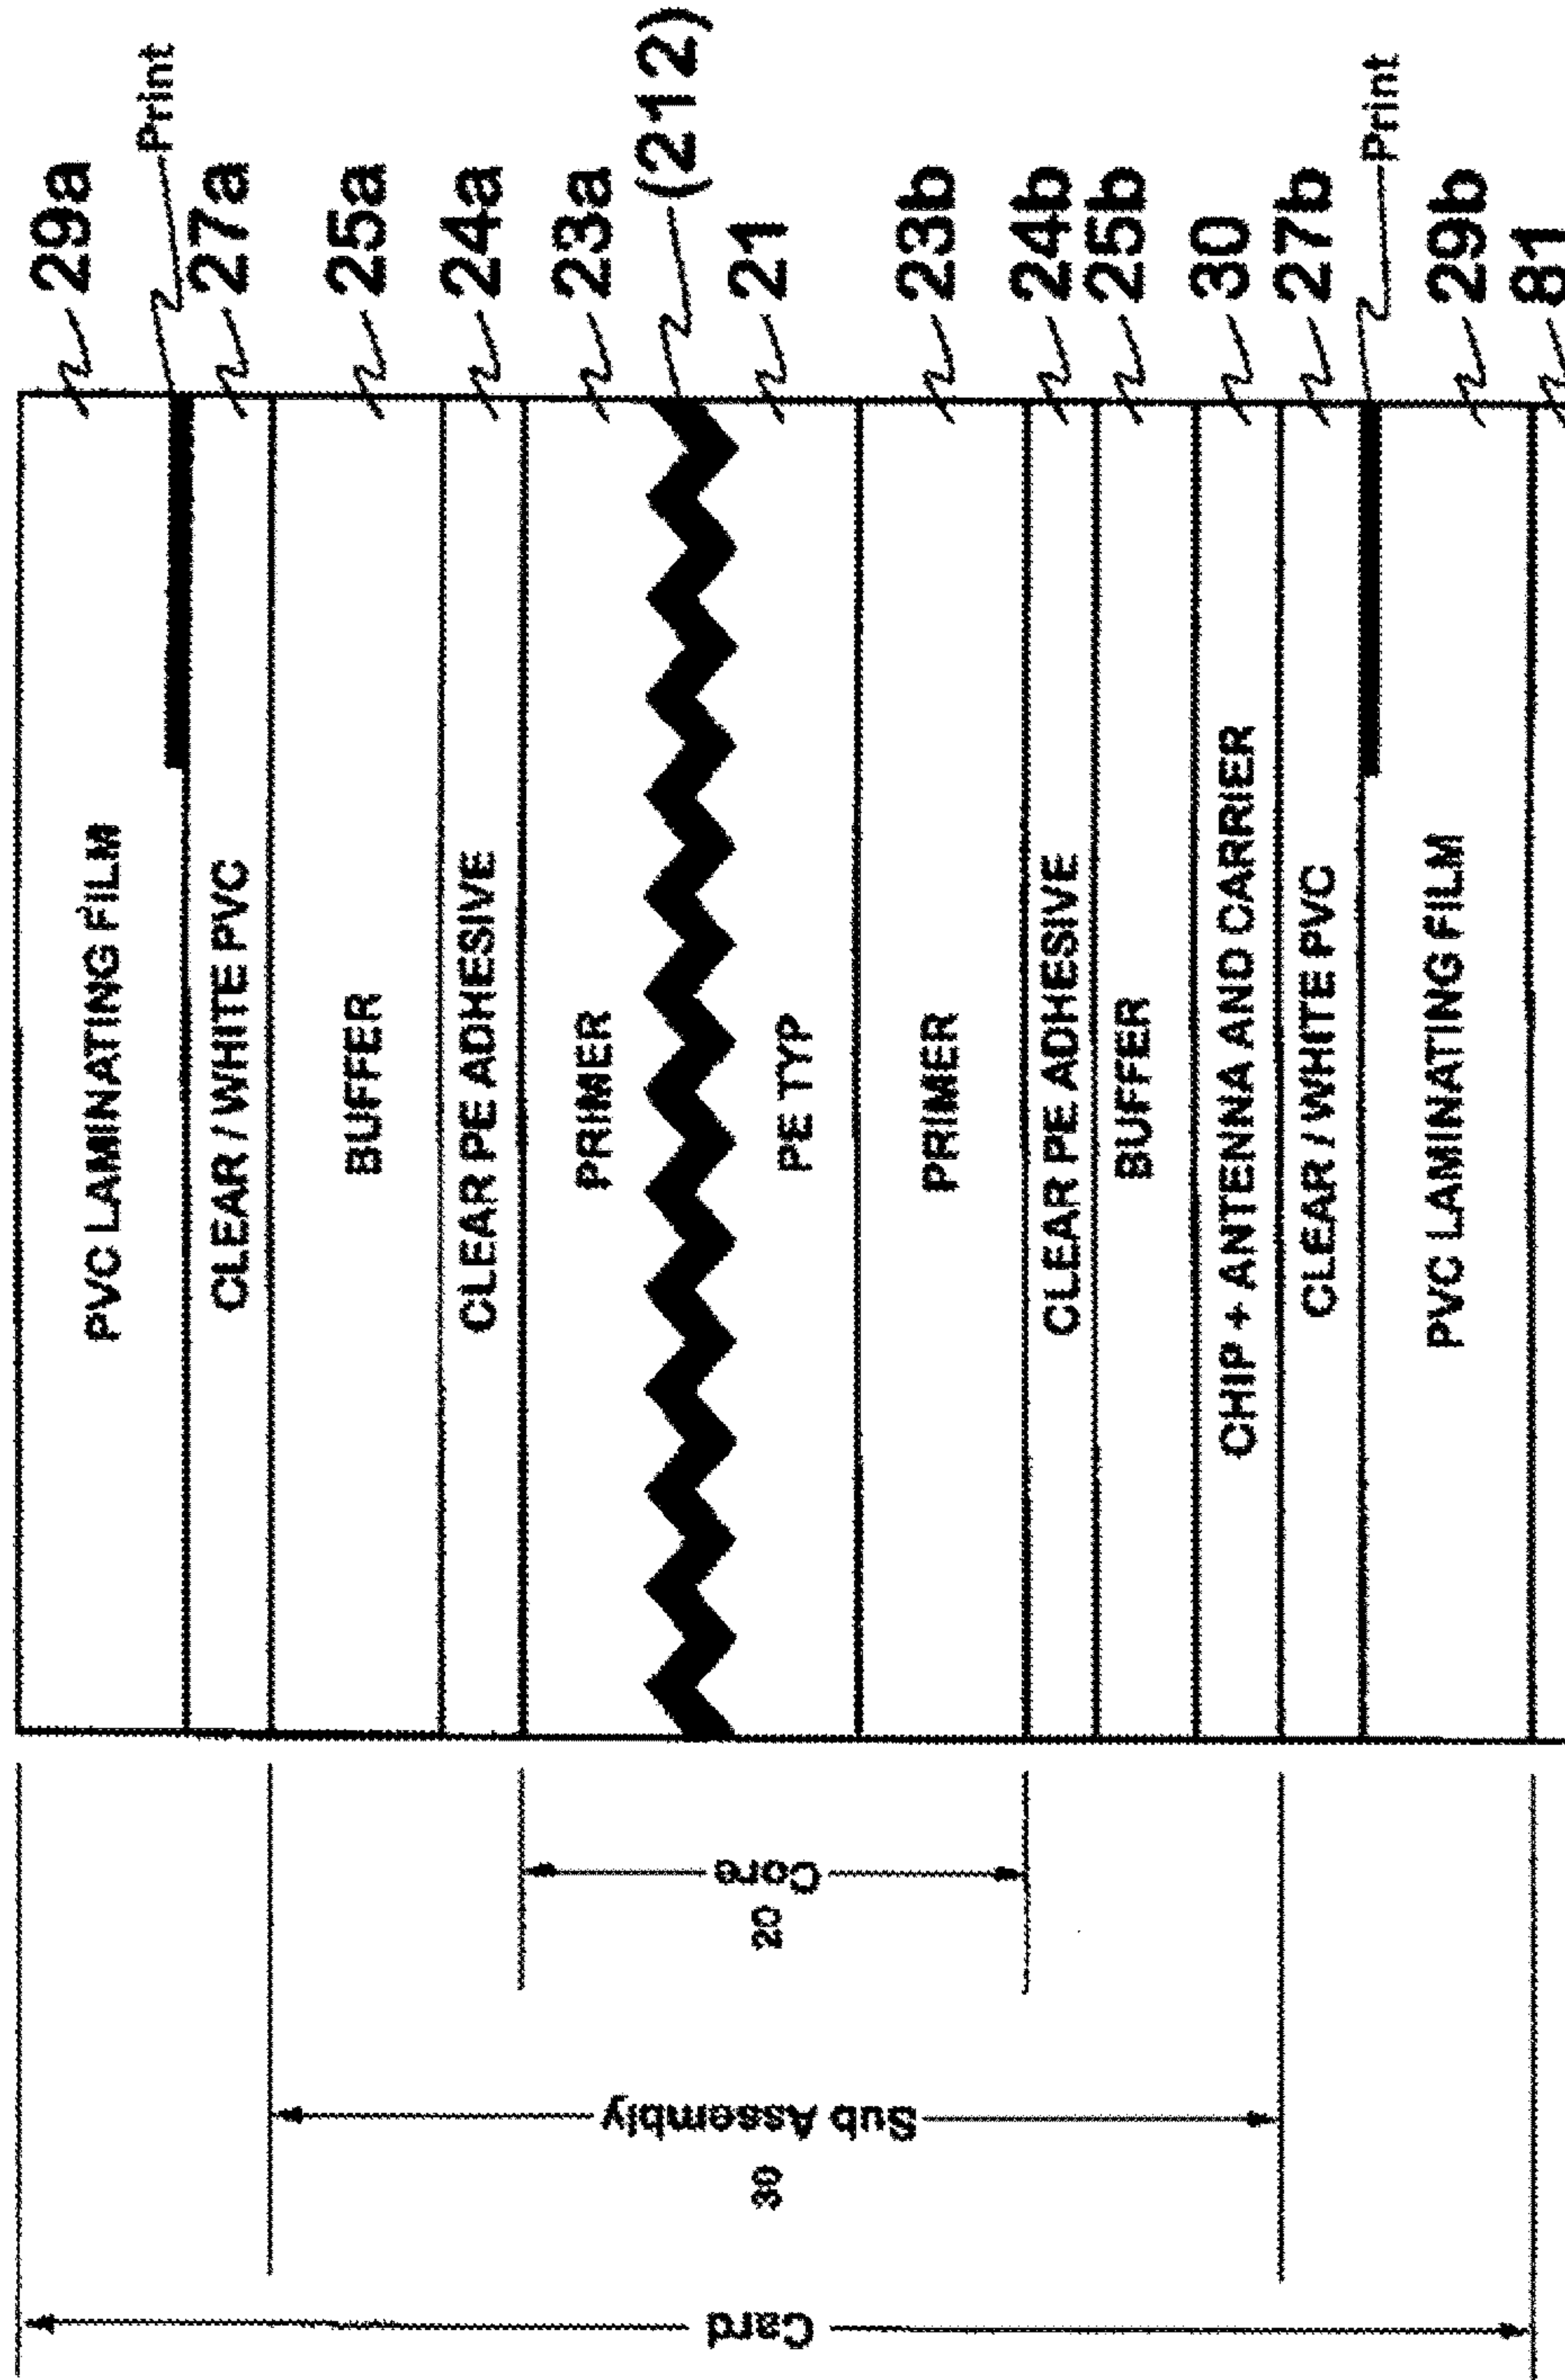 29a
PVC LAMINATING FILM
Print
27a
CLEAR / WHITE PVC
25a
BUFFER
24a
CLEAR PE ADHESIVE
23a
PRIMER
(212)
21
PE TYP
23b
PRIMER
24b
CLEAR PE ADHESIVE
25b
BUFFER
30
CHIP + ANTENNA AND CARRIER
27b
CLEAR / WHITE PVC
Print
29b
PVC LAMINATING FILM
81
Core
20
Sub Assembly
30
Card